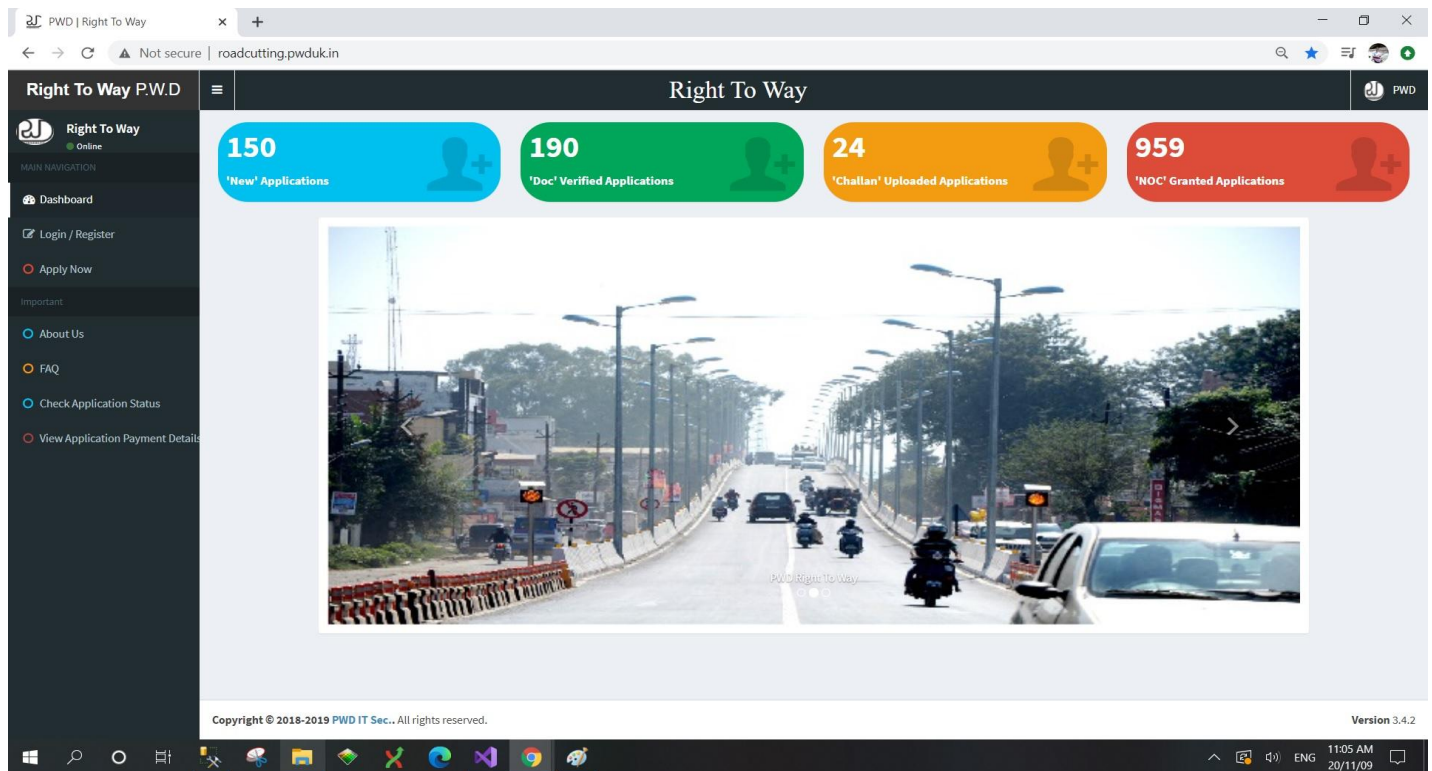 PWD | Right To Way
Not secure | roadcutting.pwduk.in
Right To Way P.W.D
Right To Way
PWD
Right To Way
Online
MAIN NAVIGATION
Dashboard
Login / Register
Apply Now
Important
About Us
FAQ
Check Application Status
View Application Payment Details
150
'New' Applications
190
'Doc' Verified Applications
24
'Challan' Uploaded Applications
959
'NOC' Granted Applications
PWD Right To Way
Copyright © 2018-2019 PWD IT Sec.. All rights reserved.
Version 3.4.2
ENG
11:05 AM
20/11/09